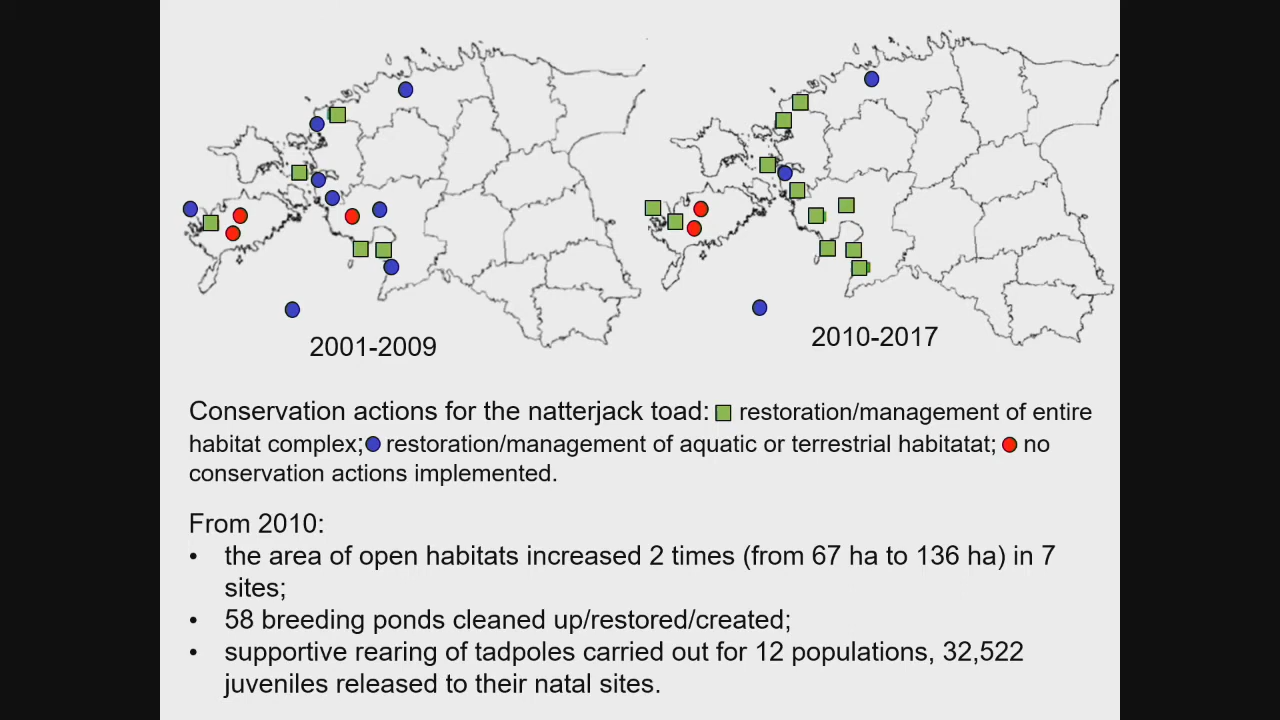 2001-2009
2010-2017
Conservation actions for the natterjack toad: restoration/management of entire
habitat complex; restoration/management of aquatic or terrestrial habitatat; no
conservation actions implemented.
From 2010:
• the area of open habitats increased 2 times (from 67 ha to 136 ha) in 7
sites;
• 58 breeding ponds cleaned up/restored/created;
• supportive rearing of tadpoles carried out for 12 populations, 32,522
juveniles released to their natal sites.